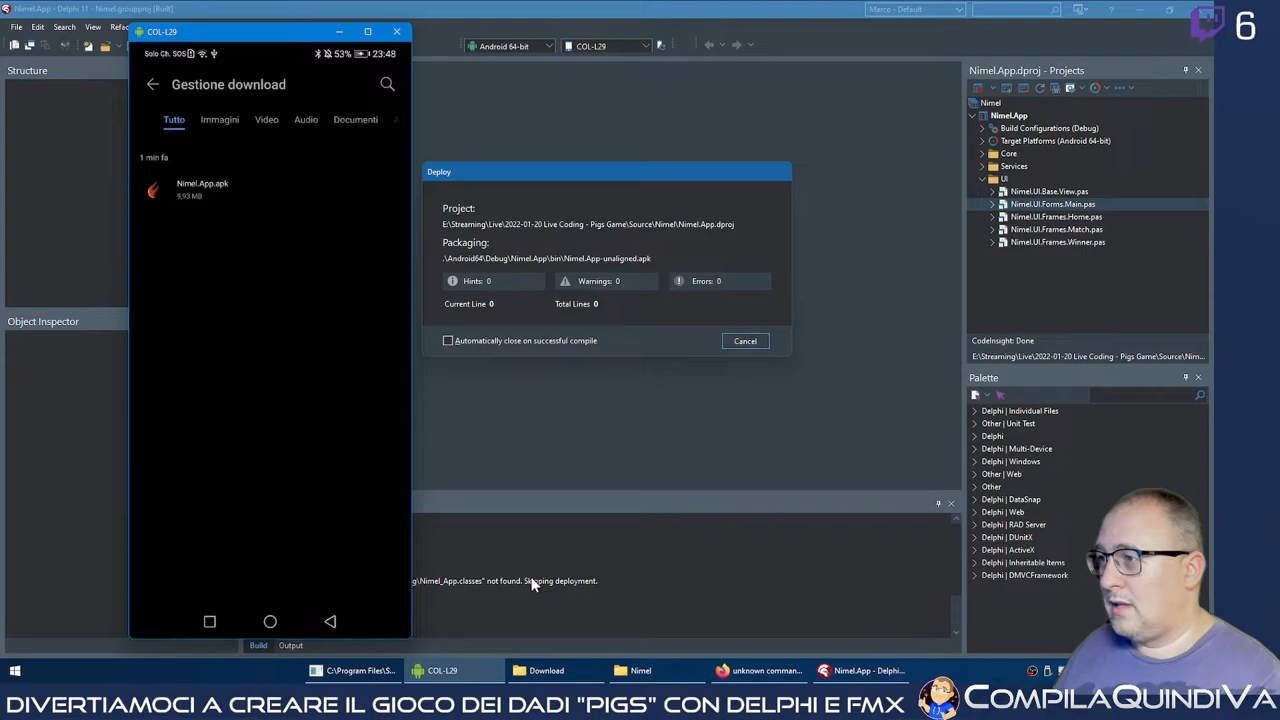 Nimel.App - Delphi 11 - Nimel.groupproj [Built]
Marco - Default
File
Search
View
COL-L29
Android 64-bit
COL-L29
6
Structure
Object Inspector
Solo Ch. SOS
53%
23:48
Gestione download
Tutto
Immagini
Video
Audio
Documenti
1 min fa
Nimel.App.apk
9,93 MB
Deploy
Project:
E:\Streaming\Live\2022-01-20 Live Coding - Pigs Game\Source\Nimel\Nimel.App.dproj
Packaging:
.\Android64\Debug\Nimel.App\bin\Nimel.App-unaligned.apk
Hints: 0
Warnings: 0
Errors: 0
Current Line 0
Total Lines 0
Automatically close on successful compile
Cancel
g\Nimel_App.classes" not found. Skipping deployment.
Build
Output
Nimel.App.dproj - Projects
Nimel
Nimel.App
Build Configurations (Debug)
Target Platforms (Android 64-bit)
Core
Services
UI
Nimel.UI.Base.View.pas
Nimel.UI.Forms.Main.pas
Nimel.UI.Frames.Home.pas
Nimel.UI.Frames.Match.pas
Nimel.UI.Frames.Winner.pas
CodeInsight: Done
E:\Streaming\Live\2022-01-20 Live Coding - Pigs Game\Source\Nim...
Palette
Delphi | Individual Files
Other | Unit Test
Delphi
Delphi | Multi-Device
Delphi | Windows
Other | Web
Other
Delphi | DataSnap
Delphi | Web
Delphi | RAD Server
Delphi | DUnitX
Delphi | ActiveX
Delphi | Inheritable Items
Delphi | DMVCFramework
C:\Program Files\S...
COL-L29
Download
Nimel
unknown comman...
Nimel.App - Delphi...
DIVERTIAMOCI A CREARE IL GIOCO DEI DADI "PIGS" CON DELPHI E FMX
COMPILAQUINDIVA